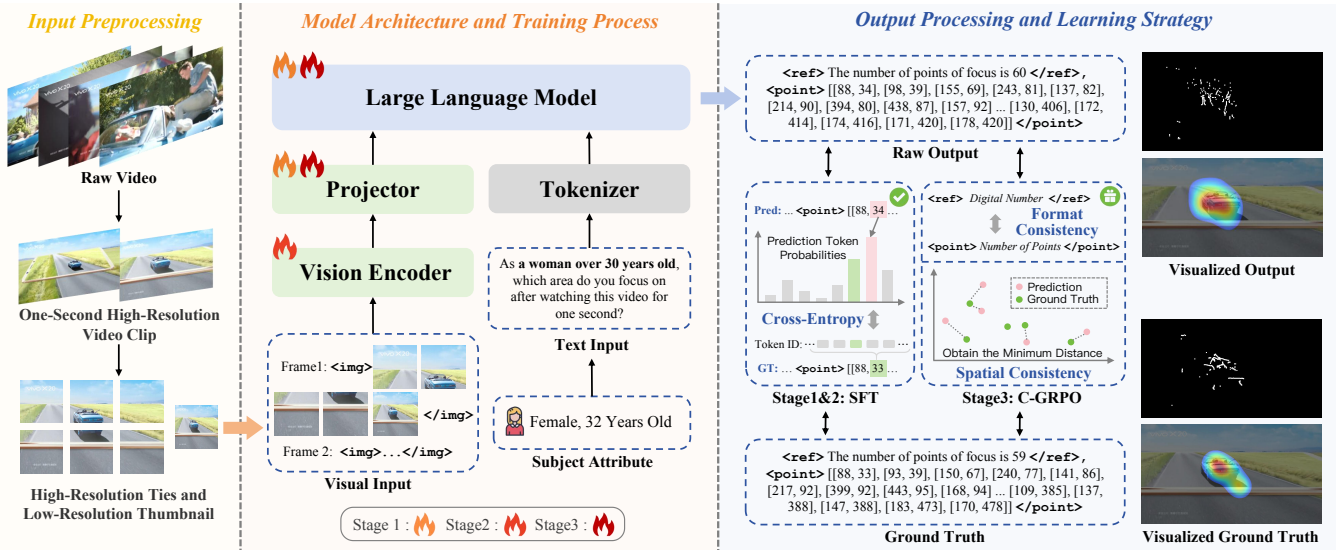 Input Preprocessing
Raw Video
One-Second High-Resolution
Video Clip
High-Resolution Ties and
Low-Resolution Thumbnail
Model Architecture and Training Process
Large Language Model
Projector
Tokenizer
Vision Encoder
As a woman over 30 years old,
which area do you focus on
after watching this video for
one second?
Text Input
Frame1: <img>
</img>
Frame 2: <img>...</img>
Visual Input
Female, 32 Years Old
Subject Attribute
Stage 1 : Stage2 : Stage3 :
Output Processing and Learning Strategy
<ref> The number of points of focus is 60 </ref>,
<point> [[88, 34], [98, 39], [155, 69], [243, 81], [137, 82],
[214, 90], [394, 80], [438, 87], [157, 92] ... [130, 406], [172,
414], [174, 416], [171, 420], [178, 420]] </point>
Raw Output
Pred: ... <point> [[88, 34 ...
Prediction Token
Probabilities
Cross-Entropy
Token ID: ... ...
GT: ... <point> [[88, 33 ...
Stage1&2: SFT
<ref> Digital Number </ref>
Format
Consistency
<point> Number of Points </point>
Prediction
Ground Truth
Obtain the Minimum Distance
Spatial Consistency
Stage3: C-GRPO
<ref> The number of points of focus is 59 </ref>,
<point> [[88, 33], [93, 39], [150, 67], [240, 77], [141, 86],
[217, 92], [399, 92], [443, 95], [168, 94] ... [109, 385], [137,
388], [147, 388], [183, 473], [170, 478]] </point>
Ground Truth
Visualized Output
Visualized Ground Truth